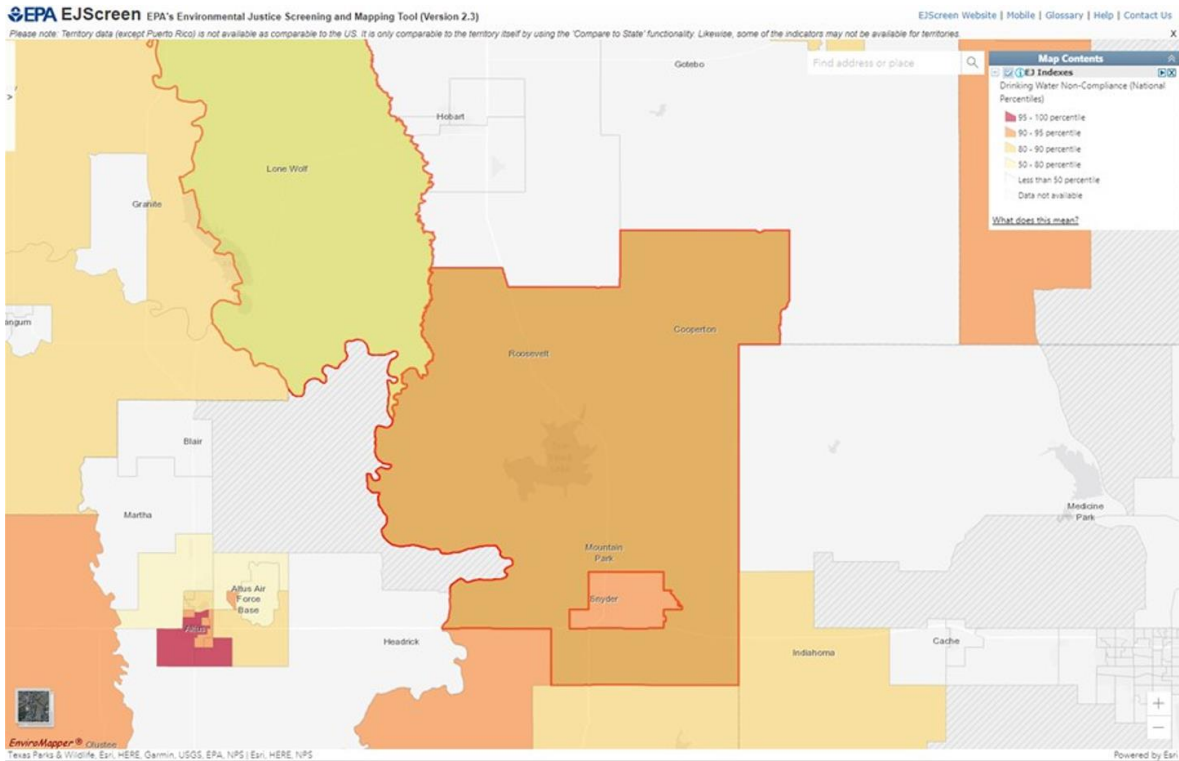 EPA EJScreen EPA's Environmental Justice Screening and Mapping Tool (Version 2.3)
EJScreen Website | Mobile | Glossary | Help | Contact Us
Please note: Territory data (except Puerto Rico) is not available as comparable to the US. It is only comparable to the territory itself by using the 'Compare to State' functionality. Likewise, some of the indicators may not be available for territories. X
Find address or place
Map Contents
EJ Indexes
Drinking Water Non-Compliance (National
Percentiles)
95 - 100 percentile
90 - 95 percentile
80 - 90 percentile
50 - 80 percentile
Less than 50 percentile
Data not available
What does this mean?
>
Gotebo
Hobart
Lone Wolf
Granite
angum
Cooperton
Roosevelt
Blair
Martha
Medicine
Park
Mountain
Park
Altus Air
Force
Base
Snyder
Altus
Headrick
Cache
Indiahoma
+
−
EnviroMapper ®
Olustee
Texas Parks & Wildlife, Esri, HERE, Garmin, USGS, EPA, NPS | Esri, HERE, NPS
Powered by Esri